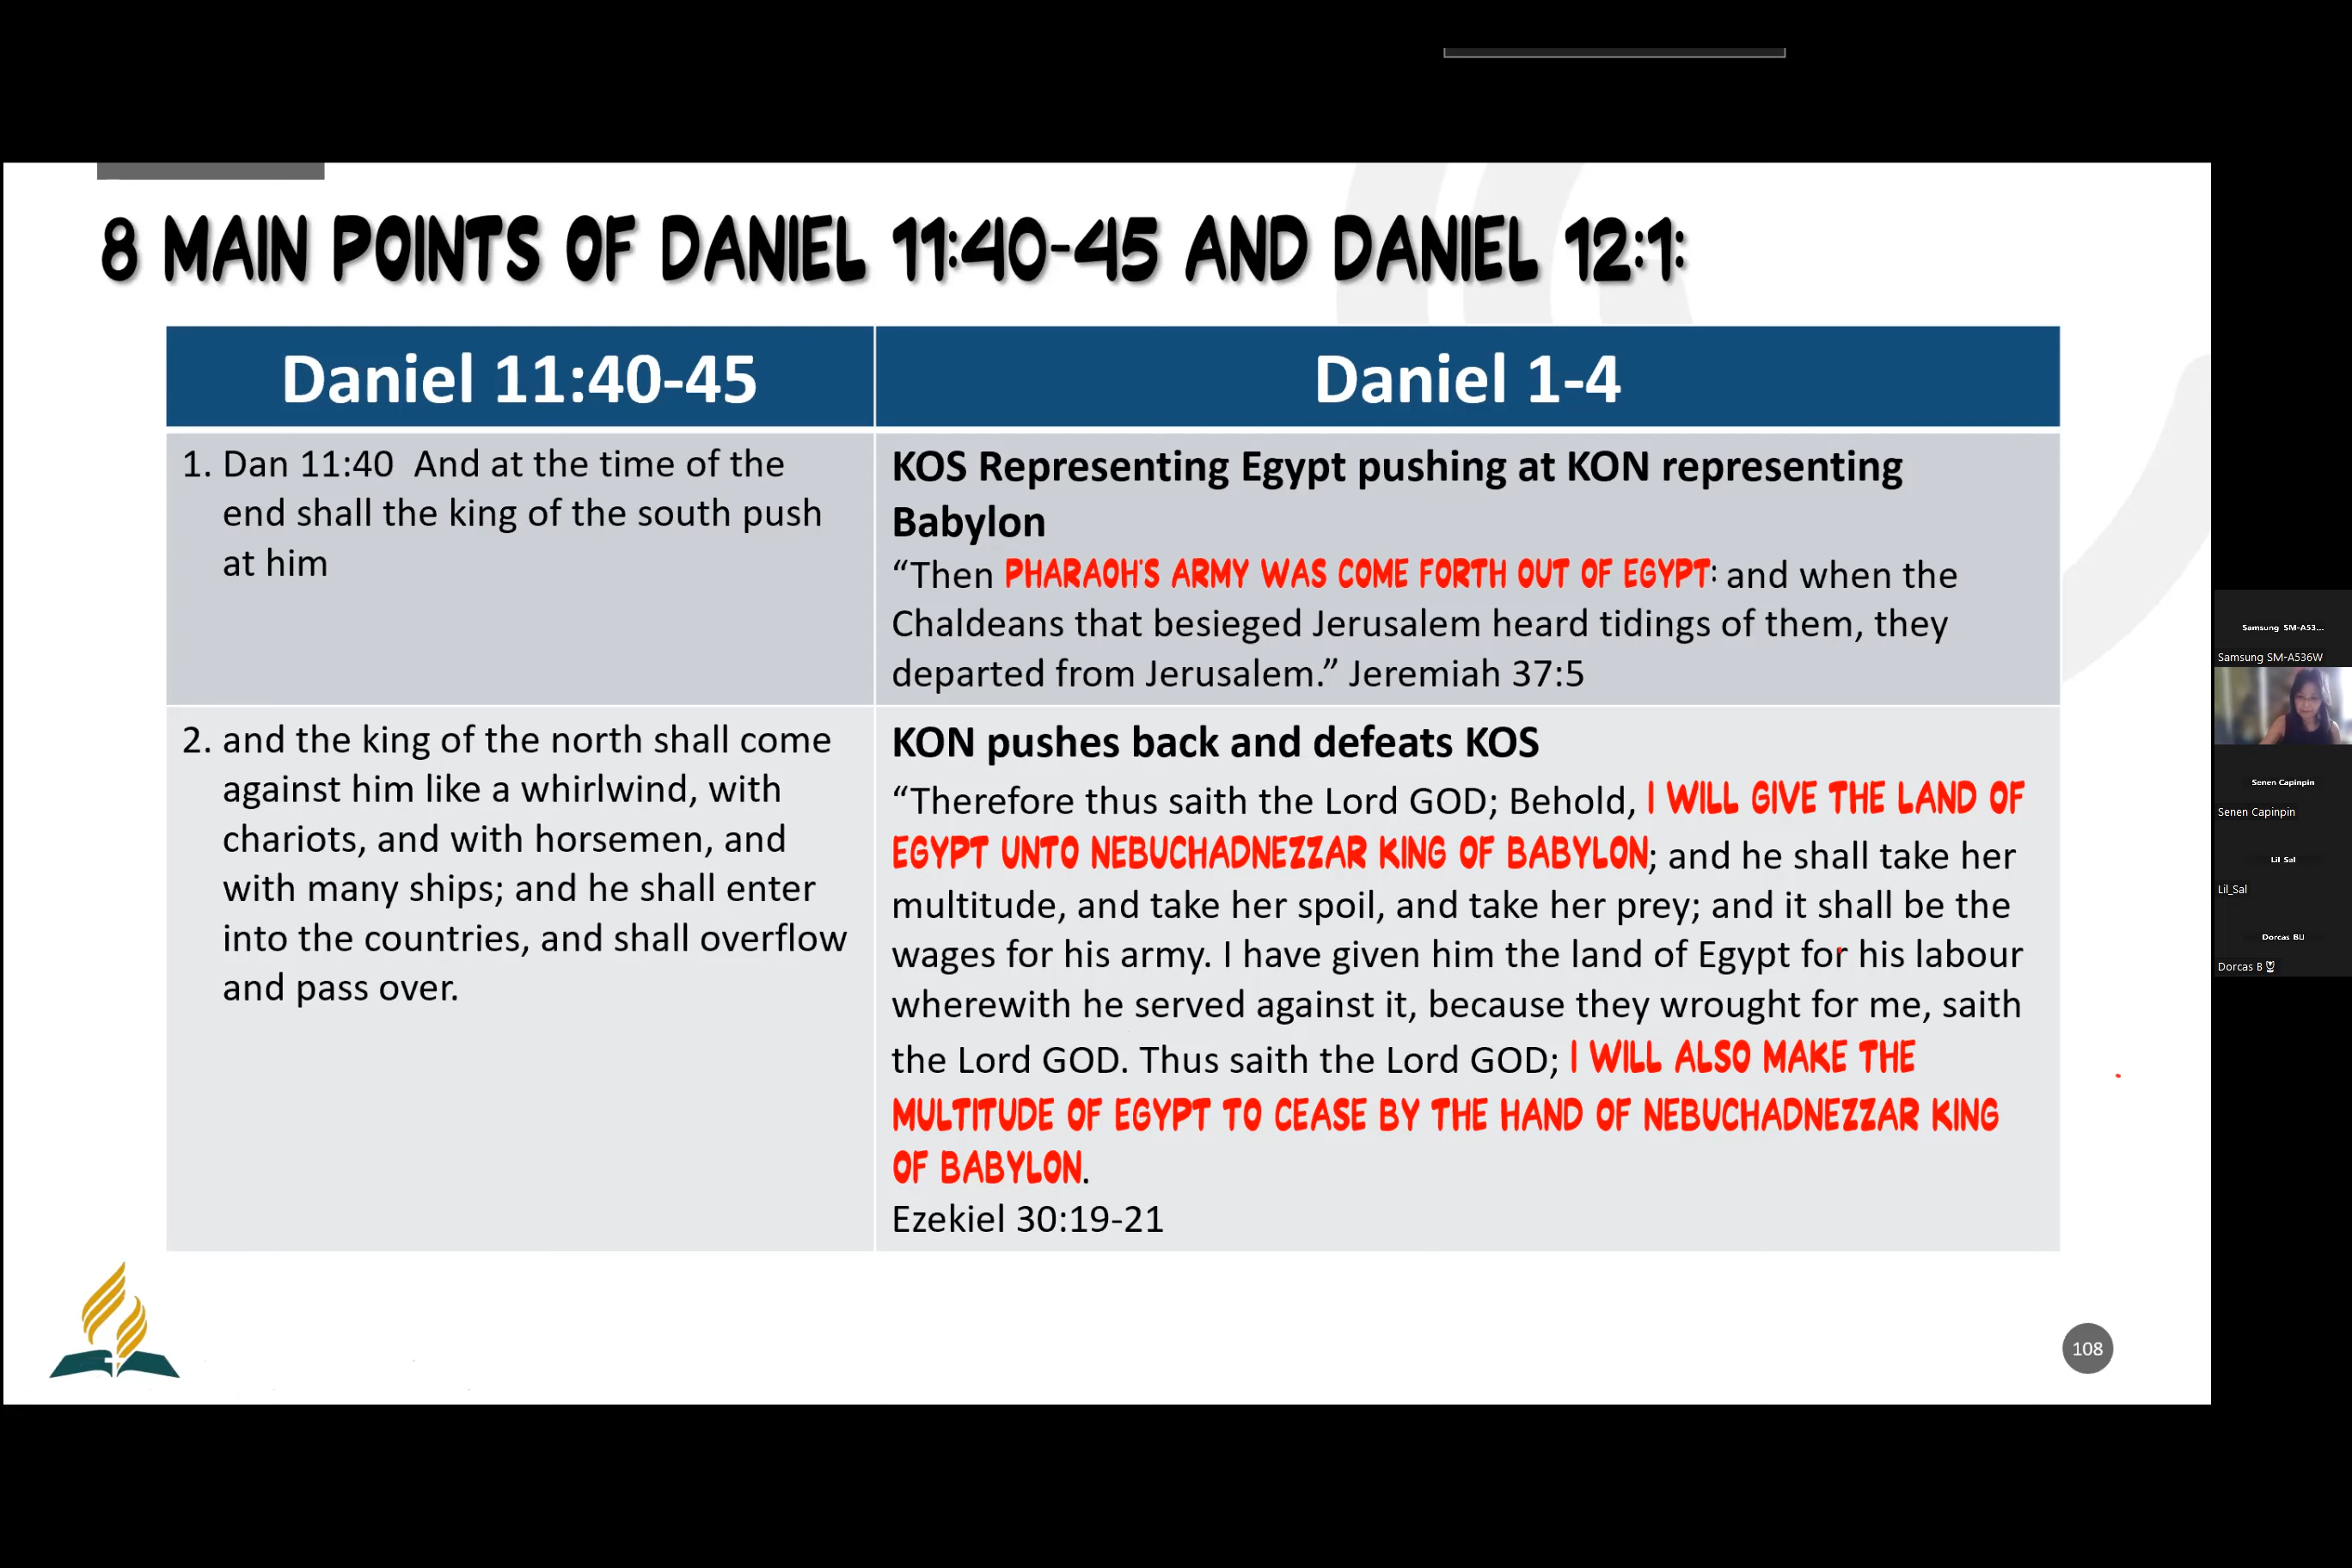 8 MAIN POINTS OF DANIEL 11:40-45 AND DANIEL 12:1:
Daniel 11:40-45
Daniel 1-4
1. Dan 11:40  And at the time of the
end shall the king of the south push
at him
KOS Representing Egypt pushing at KON representing
Babylon
“Then PHARAOH'S ARMY WAS COME FORTH OUT OF EGYPT: and when the
Chaldeans that besieged Jerusalem heard tidings of them, they
departed from Jerusalem.” Jeremiah 37:5
2. and the king of the north shall come
against him like a whirlwind, with
chariots, and with horsemen, and
with many ships; and he shall enter
into the countries, and shall overflow
and pass over.
KON pushes back and defeats KOS
“Therefore thus saith the Lord GOD; Behold, I WILL GIVE THE LAND OF
EGYPT UNTO NEBUCHADNEZZAR KING OF BABYLON; and he shall take her
multitude, and take her spoil, and take her prey; and it shall be the
wages for his army. I have given him the land of Egypt for his labour
wherewith he served against it, because they wrought for me, saith
the Lord GOD. Thus saith the Lord GOD; I WILL ALSO MAKE THE
MULTITUDE OF EGYPT TO CEASE BY THE HAND OF NEBUCHADNEZZAR KING
OF BABYLON.
Ezekiel 30:19-21
108
Samsung SM-A53...
Samsung SM-A536W
Senen Capinpin
Senen Capinpin
Lil Sal
Lil_Sal
Dorcas BU
Dorcas B